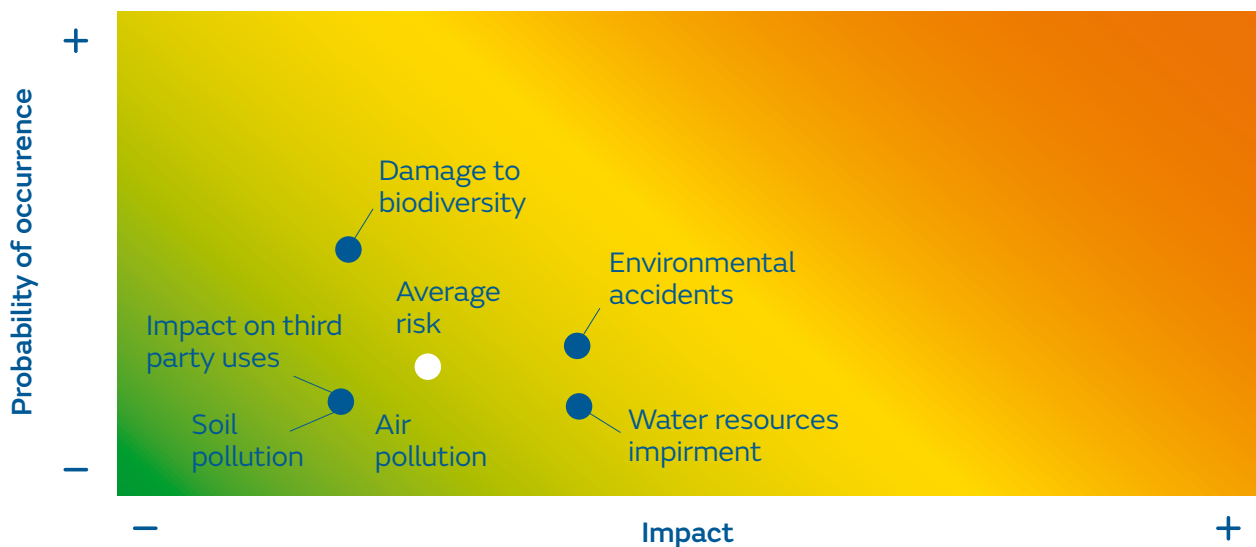 +
Probability of occurrence
Damage to
biodiversity
Environmental
accidents
Average
risk
Impact on third
party uses
Soil
pollution
Air
pollution
Water resources
impirment
−
−
Impact
+